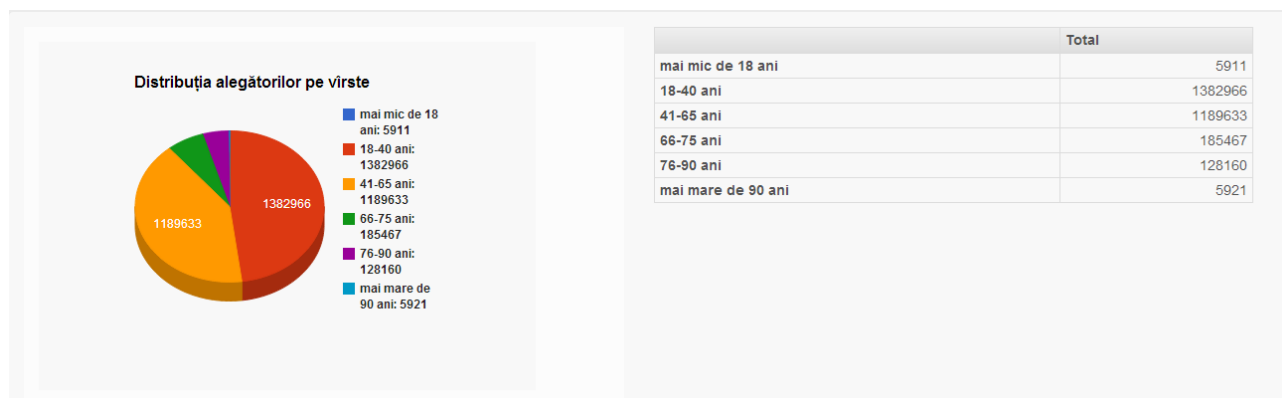 Distribuția alegătorilor pe vîrste
mai mic de 18
ani: 5911
18-40 ani:
1382966
41-65 ani:
1189633
66-75 ani:
185467
76-90 ani:
128160
mai mare de
90 ani: 5921
1382966
1189633
Total
mai mic de 18 ani 5911
18-40 ani 1382966
41-65 ani 1189633
66-75 ani 185467
76-90 ani 128160
mai mare de 90 ani 5921